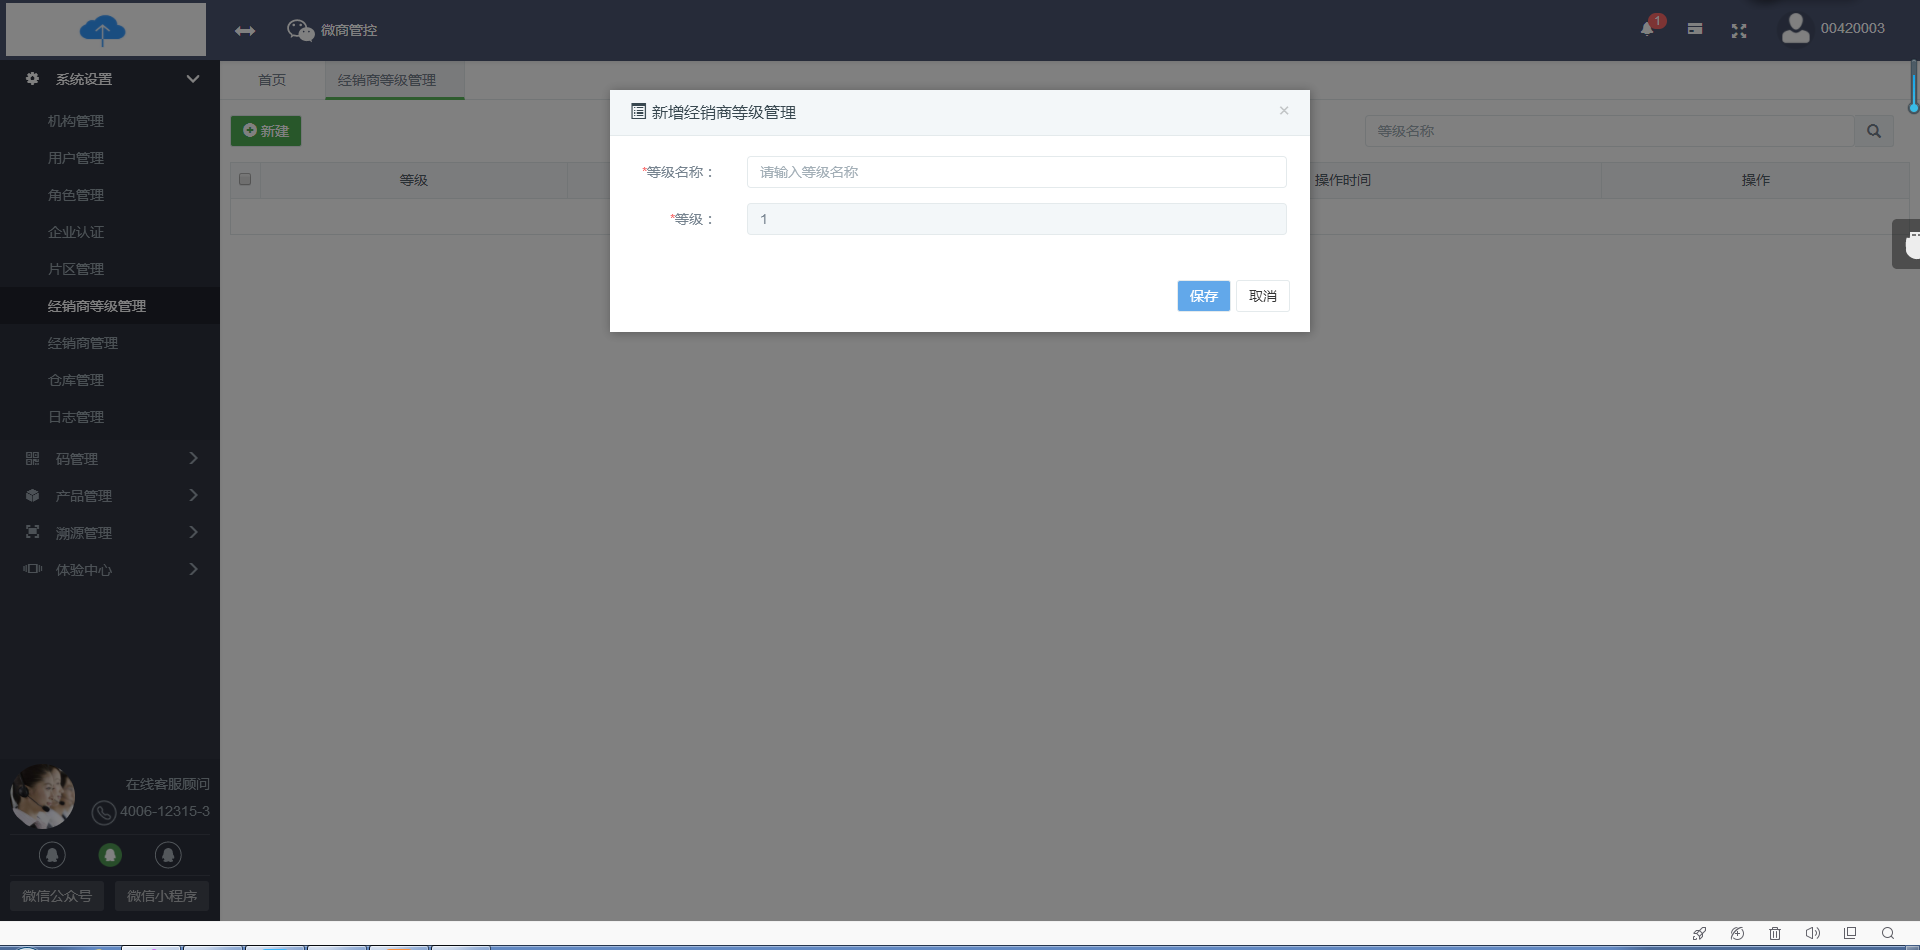 微商管控
1
00420003
系统设置
机构管理
用户管理
角色管理
企业认证
片区管理
经销商等级管理
经销商管理
仓库管理
日志管理
码管理
产品管理
溯源管理
体验中心
在线客服顾问
4006-12315-3
微信公众号
微信小程序
首页
经销商等级管理
新建
等级名称
等级
操作时间
操作
新增经销商等级管理
×
*等级名称：
请输入等级名称
*等级：
1
保存
取消